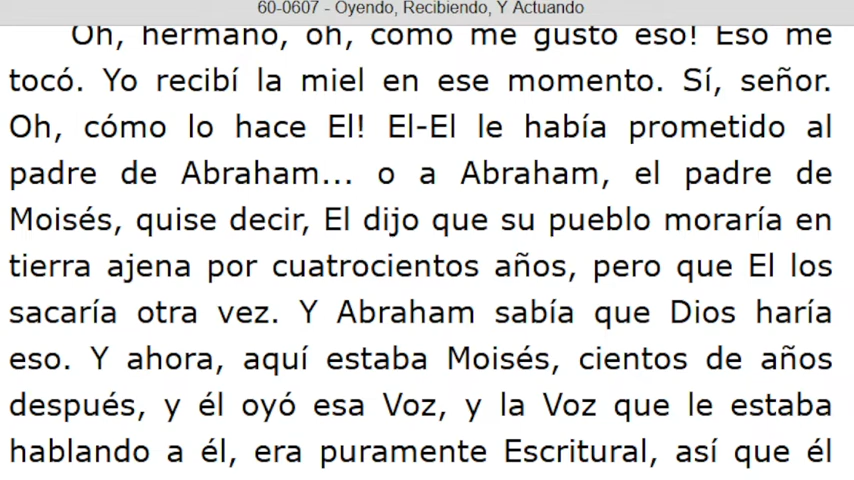 60-0607 - Oyendo, Recibiendo, Y Actuando
Oh, hermano, oh, cómo me gustó eso! Eso me
tocó. Yo recibí la miel en ese momento. Sí, señor.
Oh, cómo lo hace El! El-El le había prometido al
padre de Abraham... o a Abraham, el padre de
Moisés, quise decir, El dijo que su pueblo moraría en
tierra ajena por cuatrocientos años, pero que El los
sacaría otra vez. Y Abraham sabía que Dios haría
eso. Y ahora, aquí estaba Moisés, cientos de años
después, y él oyó esa Voz, y la Voz que le estaba
hablando a él, era puramente Escritural, así que él